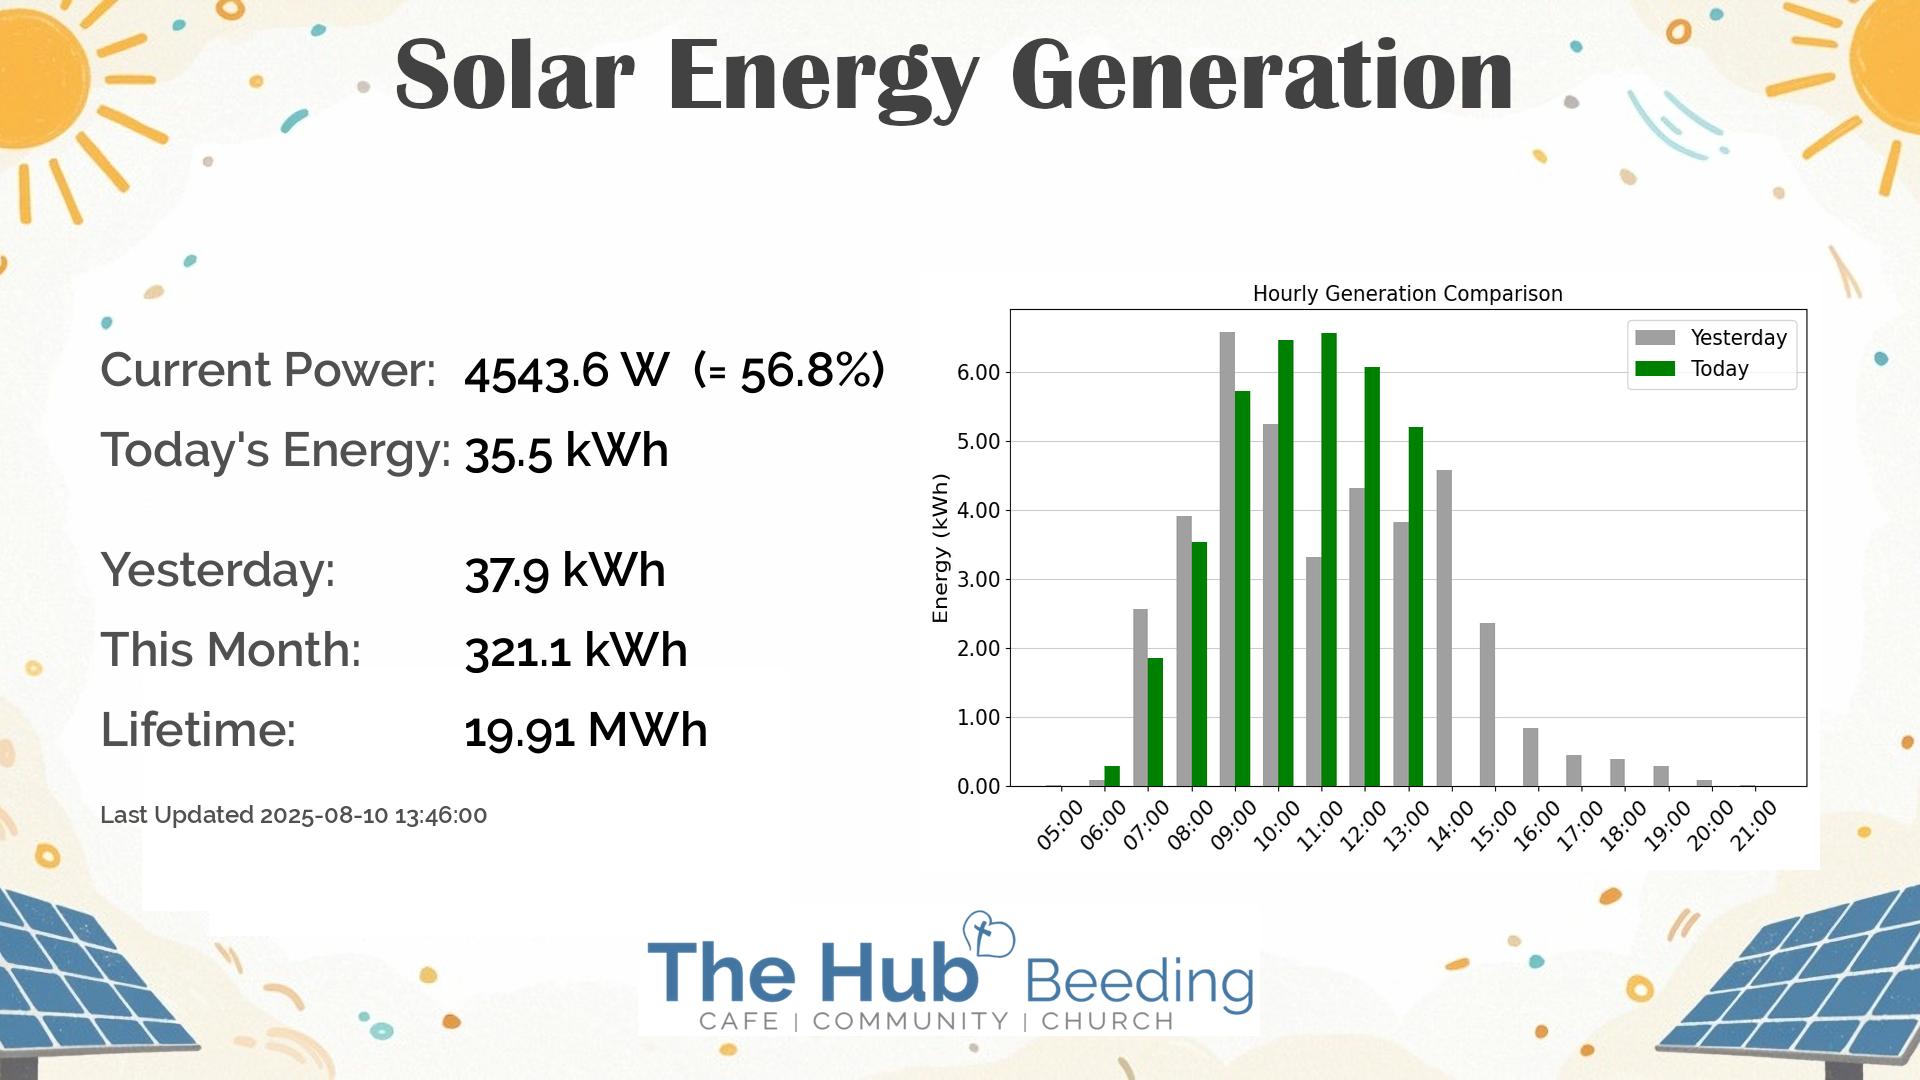 Solar Energy Generation
Current Power: 4543.6 W (= 56.8%)
Today's Energy: 35.5 kWh
Yesterday: 37.9 kWh
This Month: 321.1 kWh
Lifetime: 19.91 MWh
Last Updated 2025-08-10 13:46:00
Hourly Generation Comparison
Yesterday
Today
Energy (kWh)
6.00
5.00
4.00
3.00
2.00
1.00
0.00
05:00 06:00 07:00 08:00 09:00 10:00 11:00 12:00 13:00 14:00 15:00 16:00 17:00 18:00 19:00 20:00 21:00
The Hub Beeding
CAFE | COMMUNITY | CHURCH